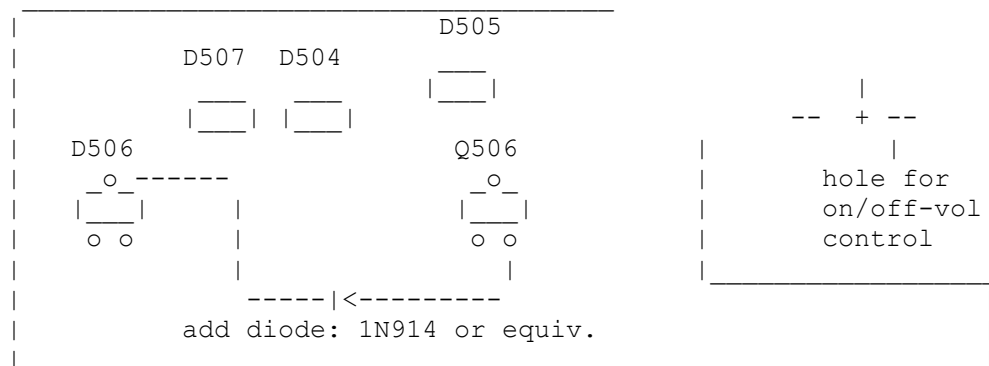 D505
D507 D504
D506 Q506
hole for
on/off-vol
control
add diode: 1N914 or equiv.